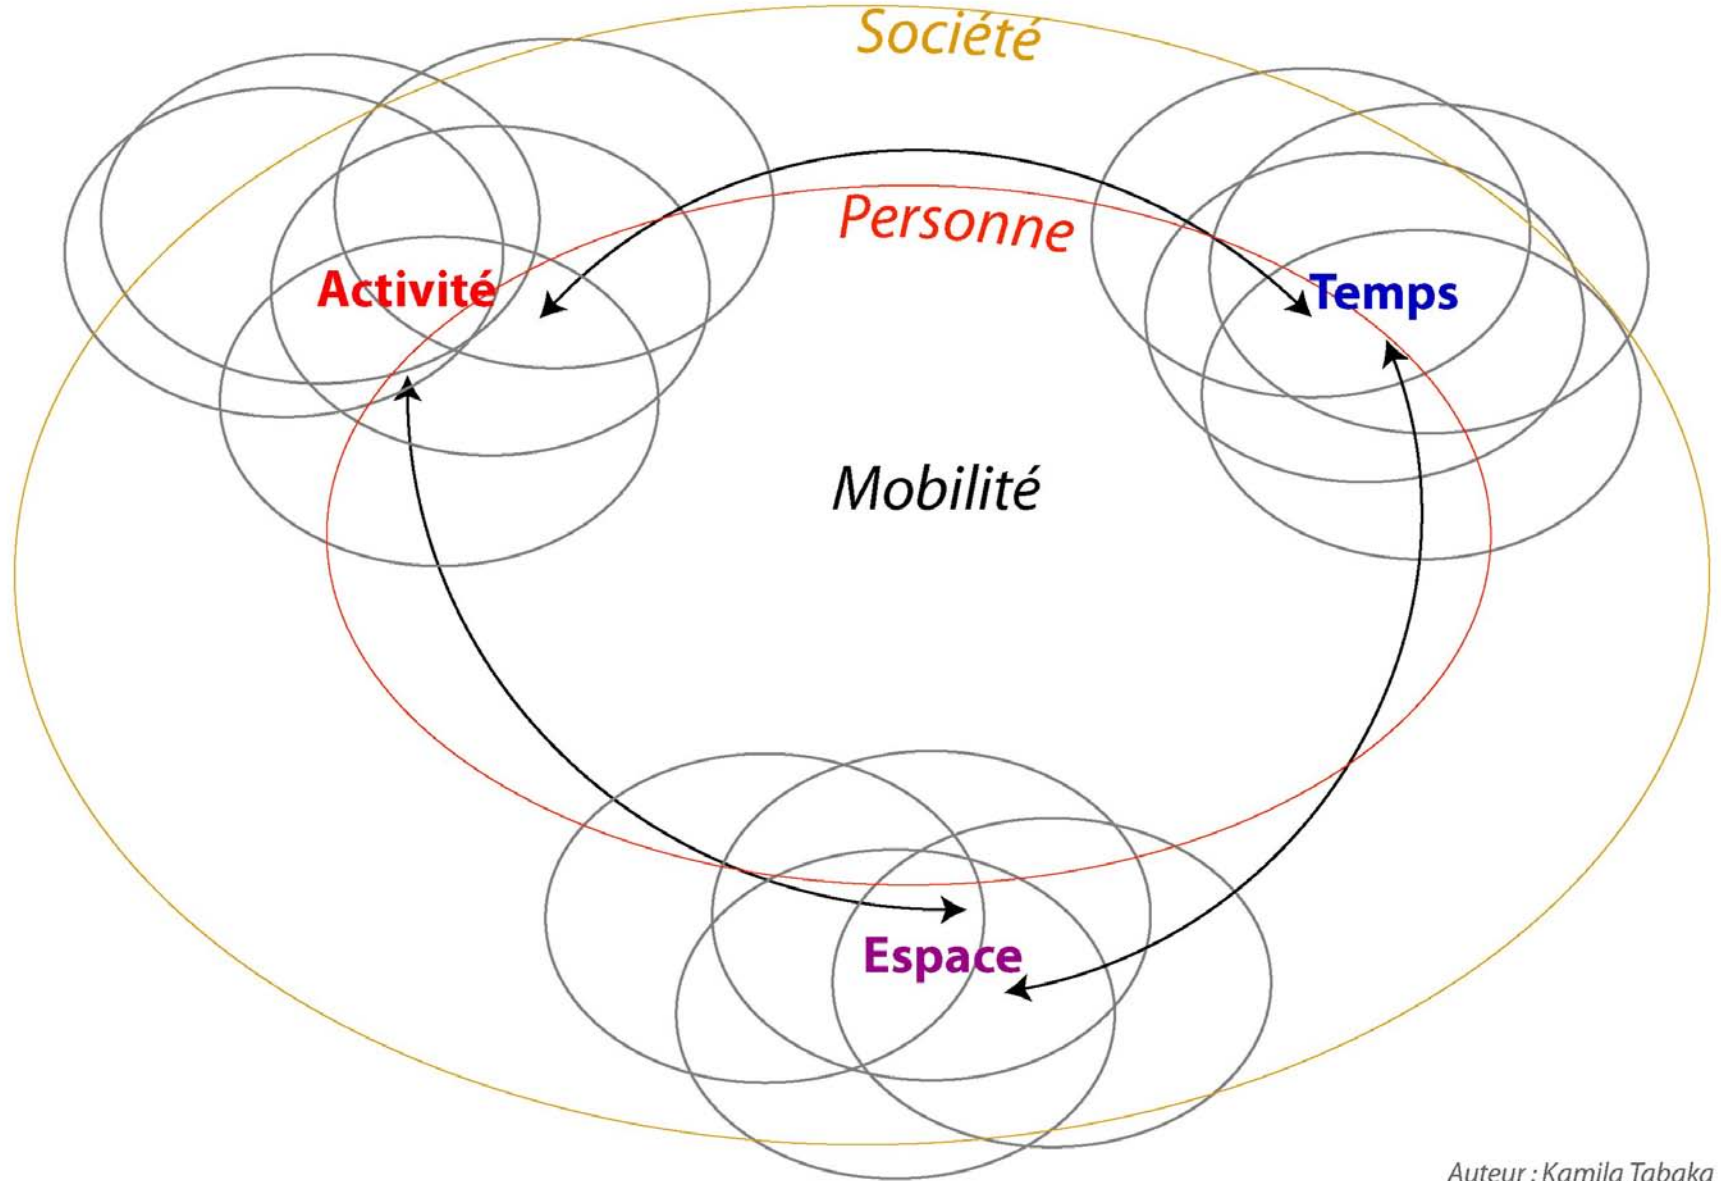 Société
Personne
Activité
Temps
Mobilité
Espace
Auteur : Kamila Tabaka